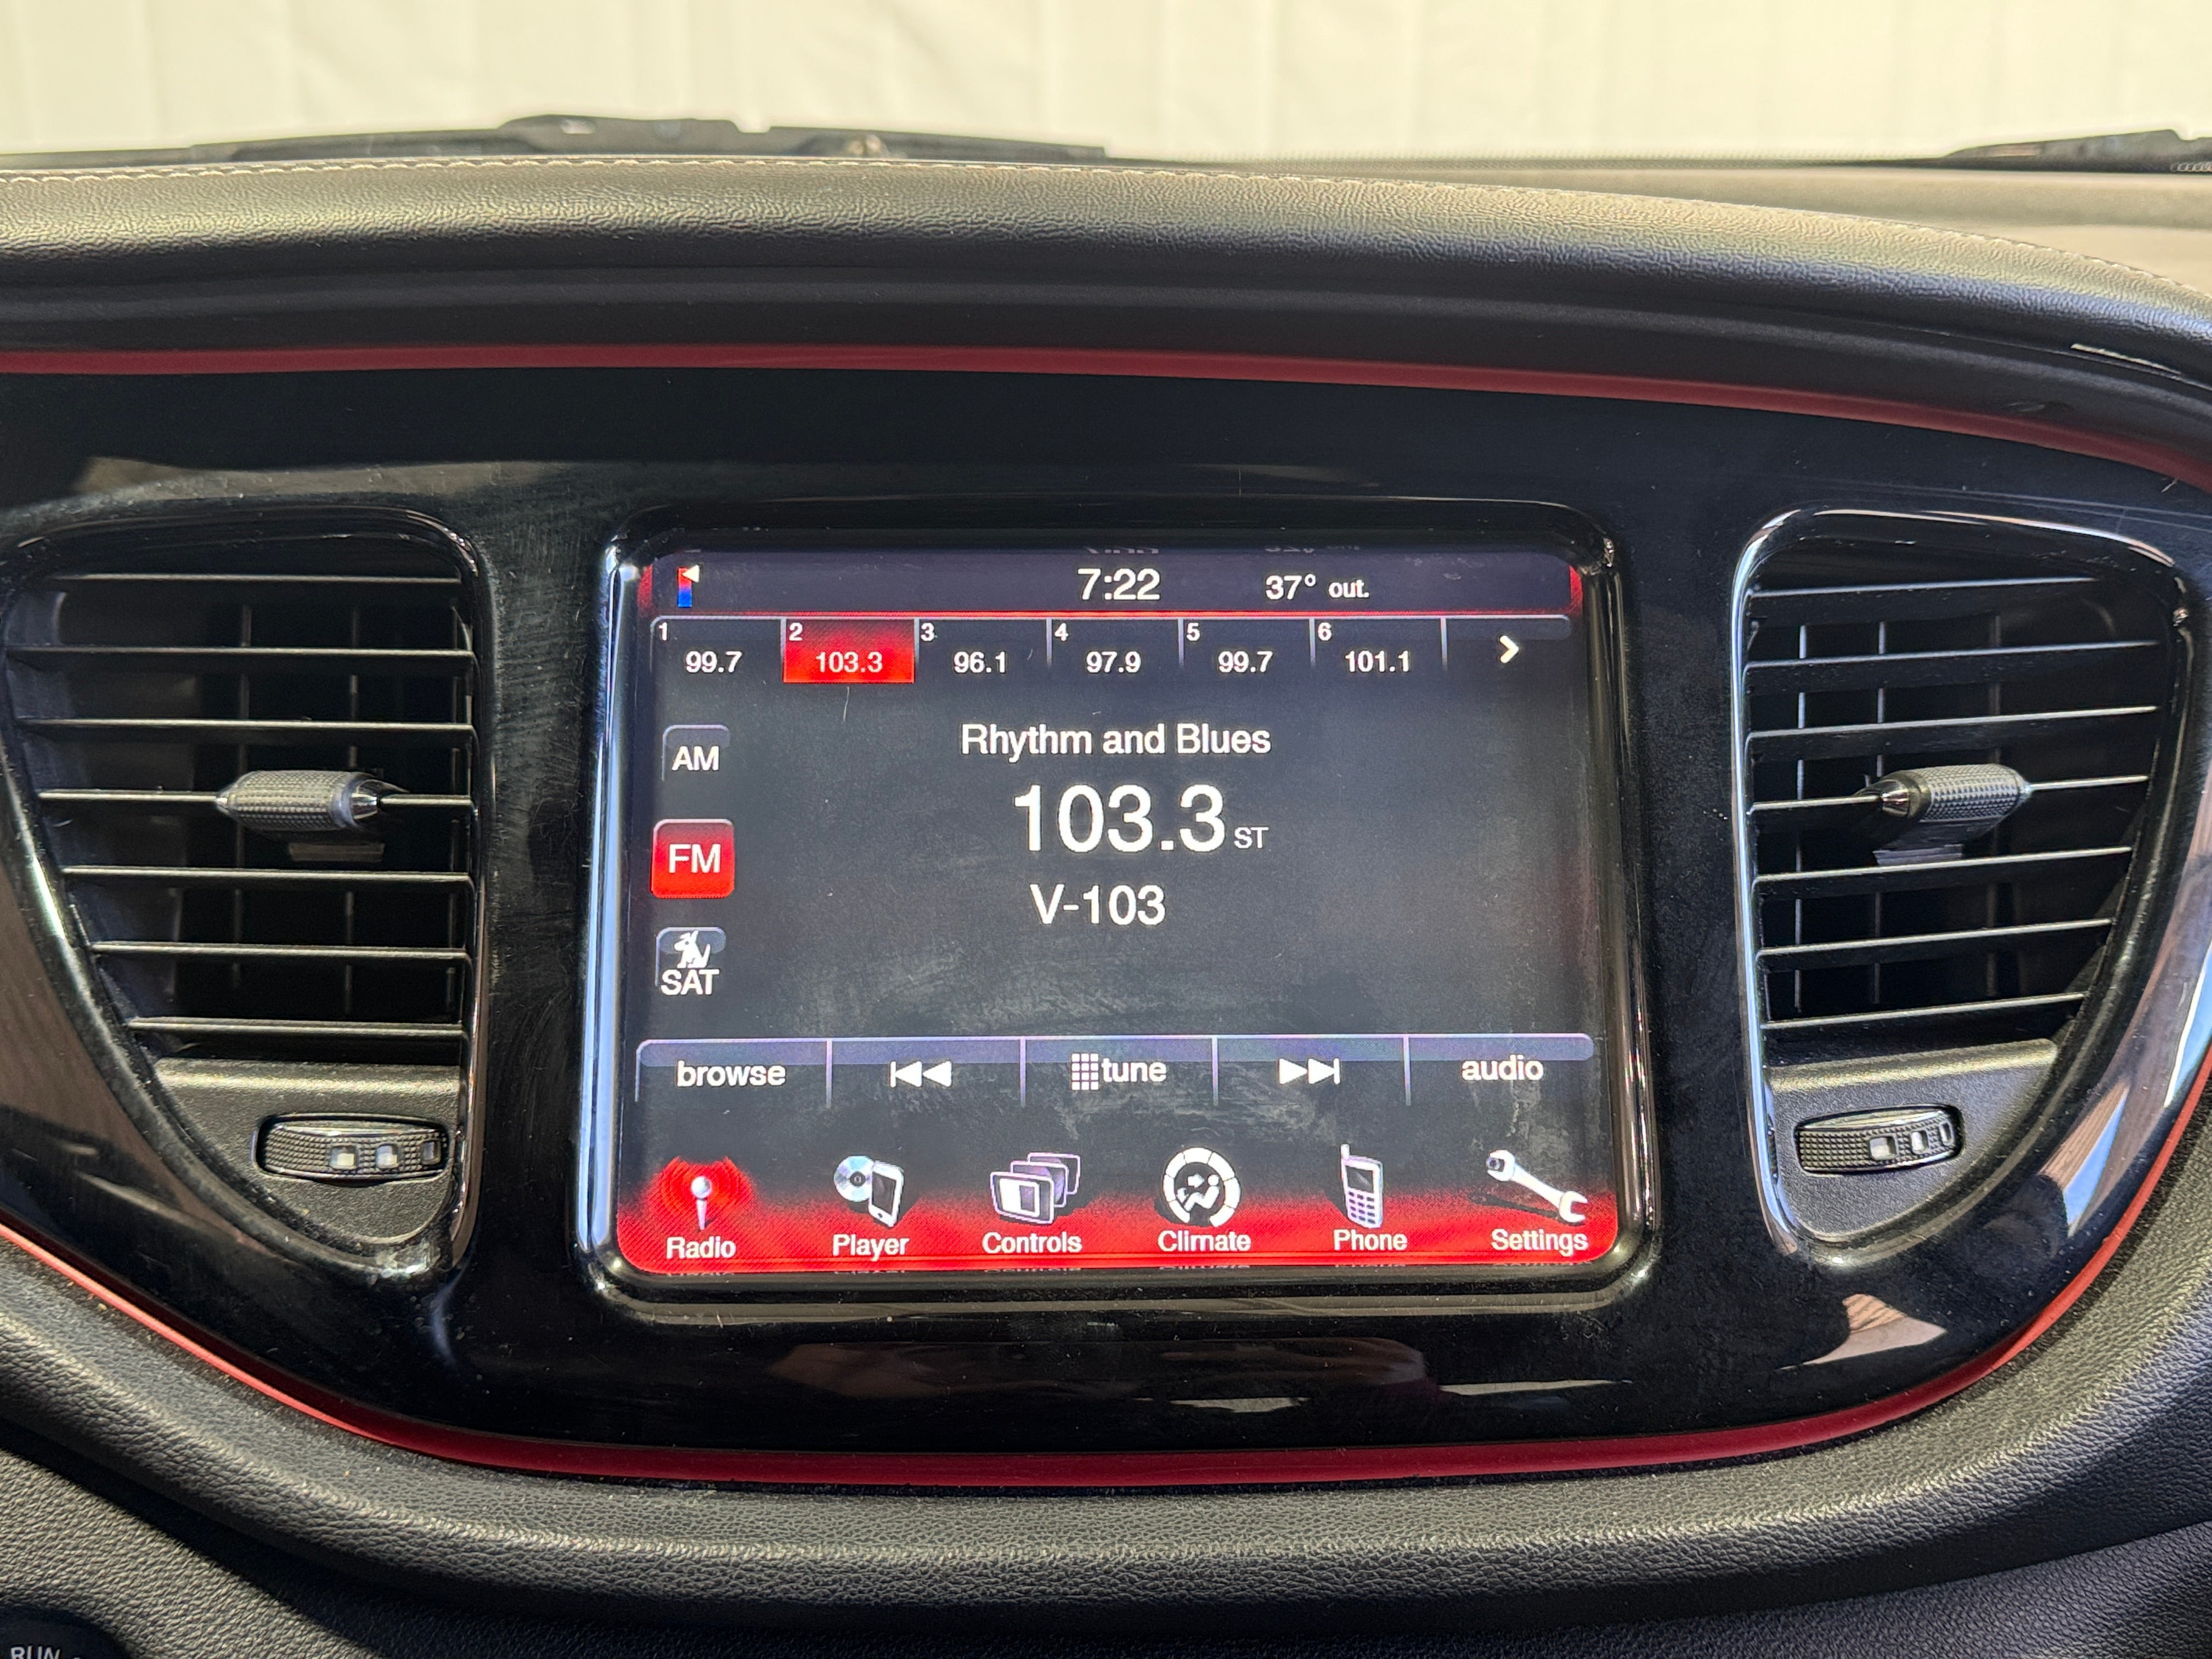 7:22 37° out.
1 2 3 4 5 6
99.7 103.3 96.1 97.9 99.7 101.1
AM
Rhythm and Blues
103.3 ST
FM
V-103
SAT
browse tune audio
Radio Player Controls Climate Phone Settings
RUN